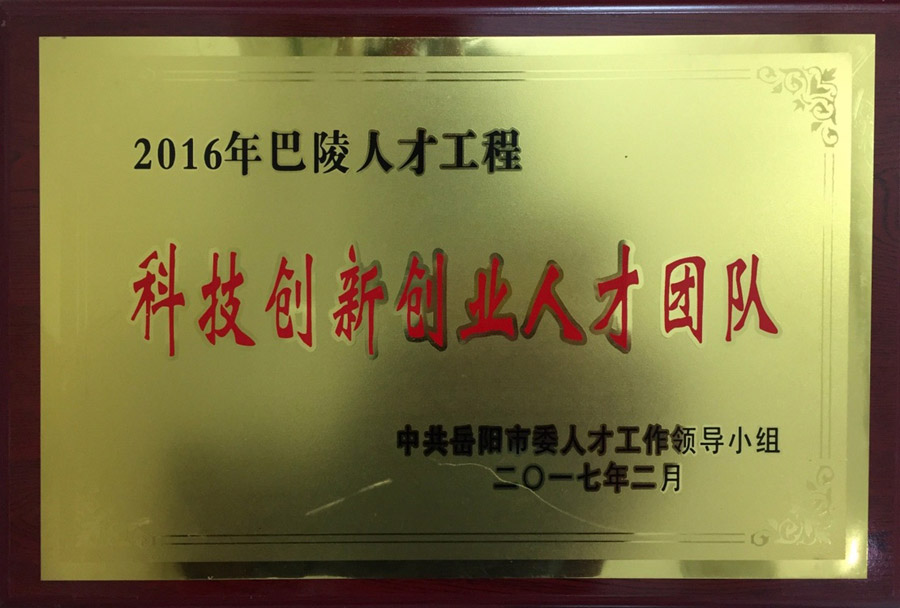 2016年巴陵人才工程
科技创新创业人才团队
中共岳阳市委人才工作领导小组
二〇一七年二月